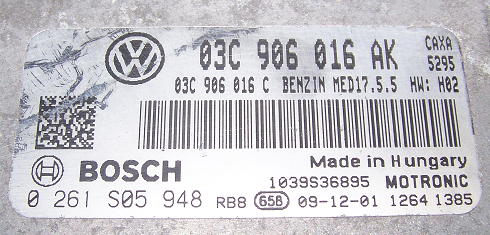 03C 906 016 AK CAXA
5295
03C 906 016 C BENZIN MED17.5.5 HW: H02
BOSCH
Made in Hungary
1039S36895 MOTRONIC
0 261 S05 948 RB8 658 09-12-01 1264 1385